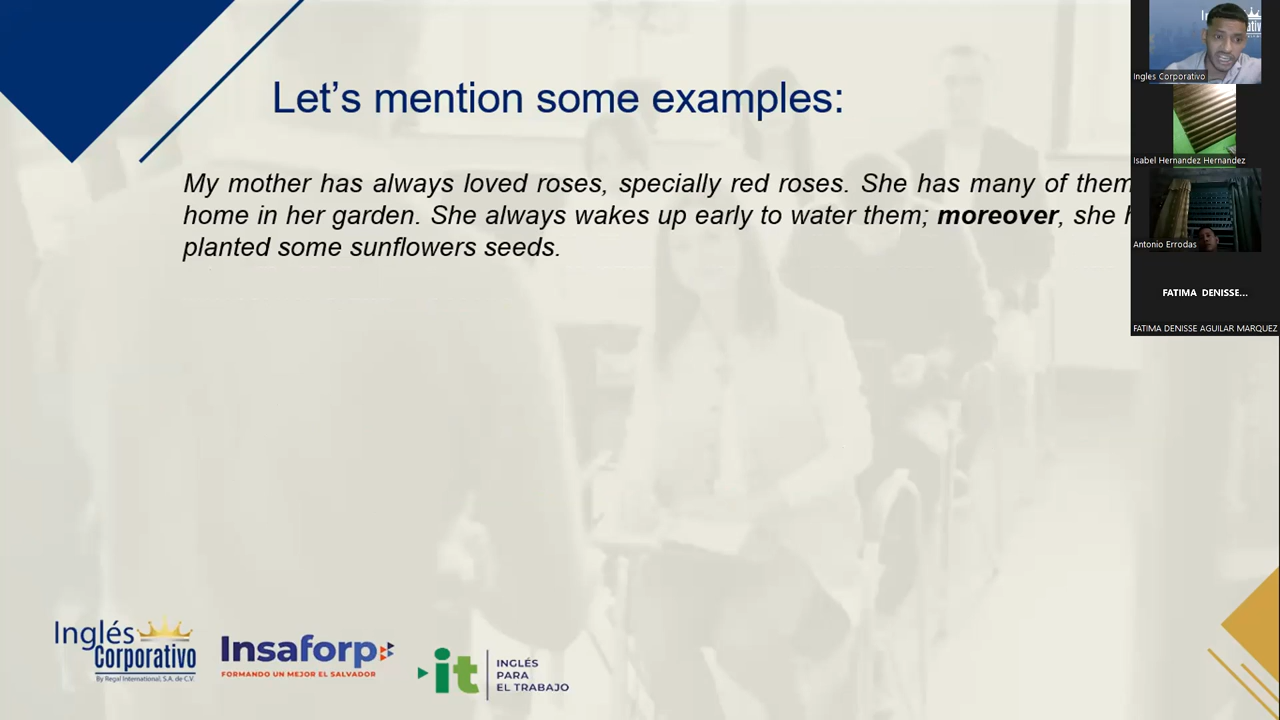 Let's mention some examples:
My mother has always loved roses, specially red roses. She has many of them
home in her garden. She always wakes up early to water them; moreover, she
planted some sunflowers seeds.
Ingles Corporativo
Isabel Hernandez Hernandez
Antonio Errodas
FATIMA DENISSE...
FATIMA DENISSE AGUILAR MARQUEZ
Inglés
Corporativo
By Regal International, S.A. de C.V.
Insaforp
FORMANDO UN MEJOR EL SALVADOR
it
INGLÉS
PARA
EL TRABAJO